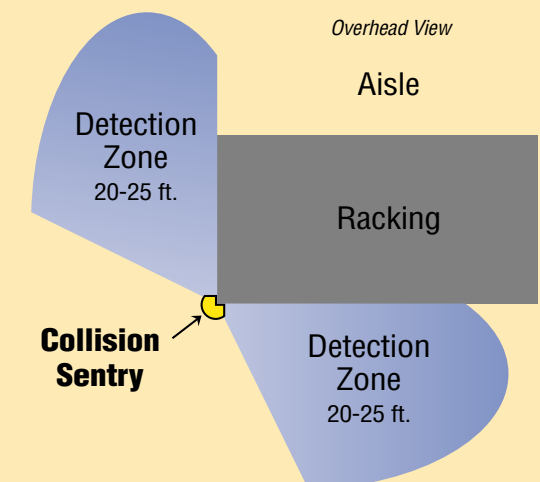 Overhead View
Aisle
Detection
Zone
20-25 ft.
Racking
Collision
Sentry
Detection
Zone
20-25 ft.